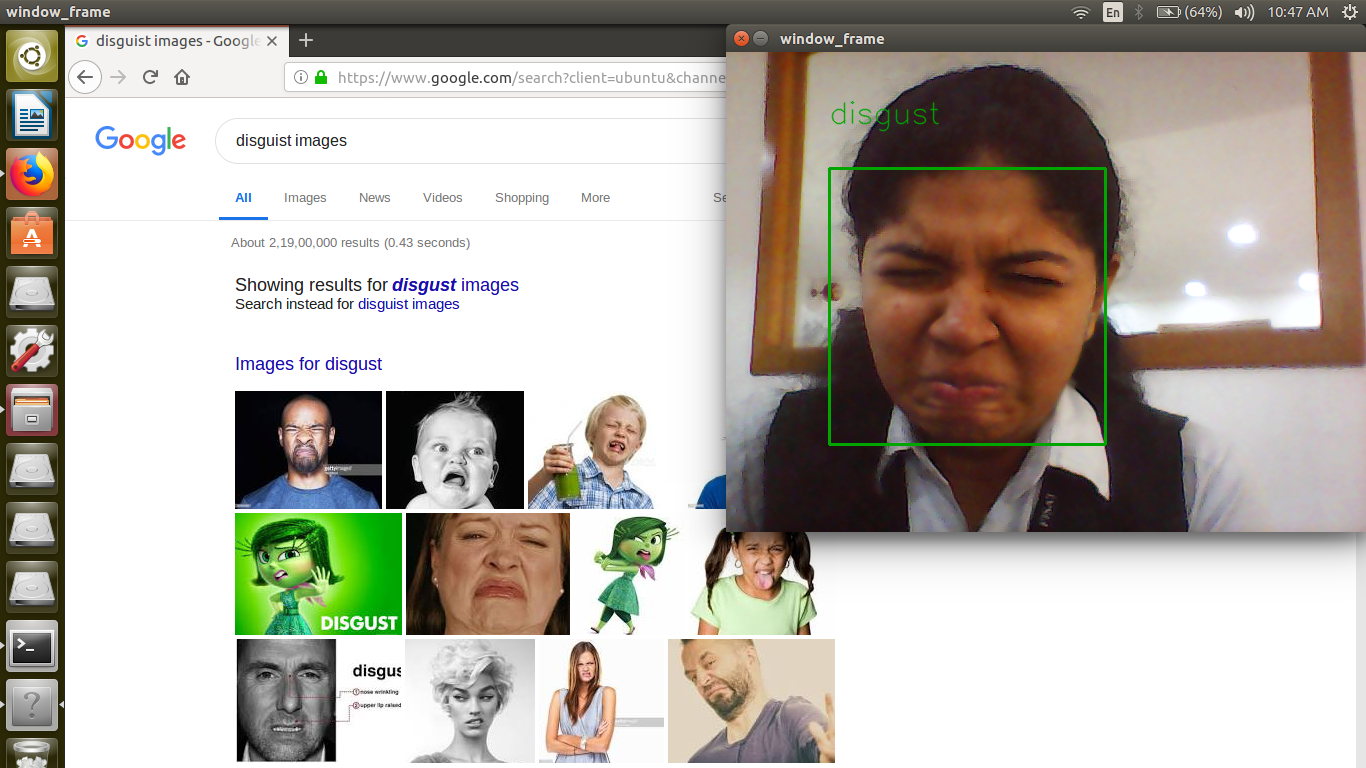 window_frame
En
(64%)
10:47 AM
disguist images - Google
https://www.google.com/search?client=ubuntu&channe
window_frame
disgust
Google
disguist images
All
Images
News
Videos
Shopping
More
Se
About 2,19,00,000 results (0.43 seconds)
Showing results for disgust images
Search instead for disguist images
Images for disgust
gettyimages
DISGUST
disgus
1 nose wrinkling
2 upper lip raised